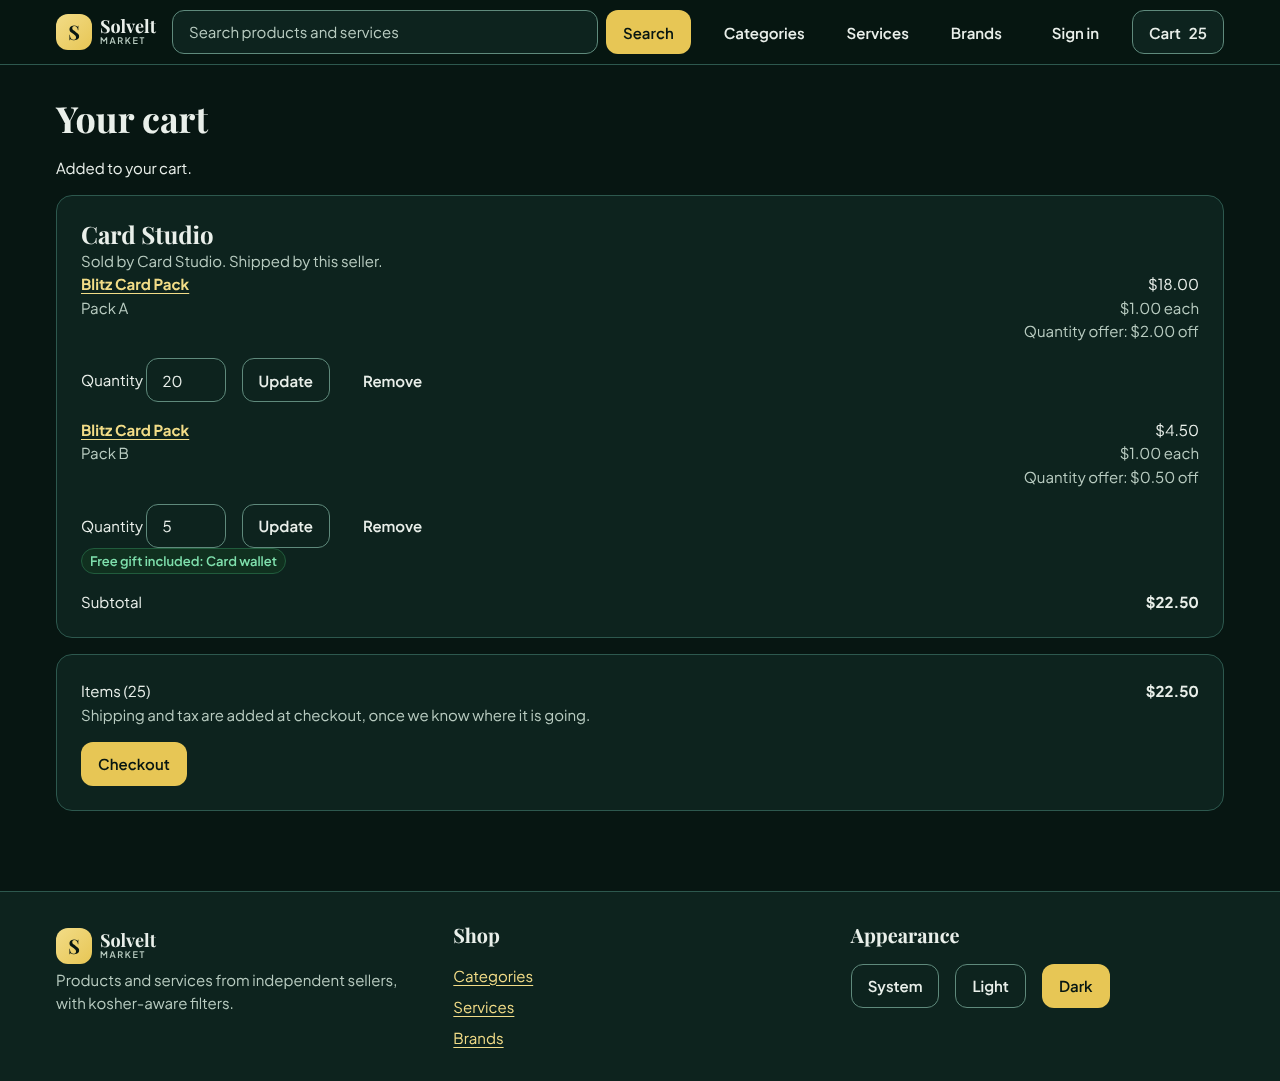 S Solvelt MARKET
Search products and services
Search
Categories
Services
Brands
Sign in
Cart 25
Your cart
Added to your cart.
Card Studio
Sold by Card Studio. Shipped by this seller.
Blitz Card Pack $18.00
Pack A $1.00 each
Quantity offer: $2.00 off
Quantity 20 Update Remove
Blitz Card Pack $4.50
Pack B $1.00 each
Quantity offer: $0.50 off
Quantity 5 Update Remove
Free gift included: Card wallet
Subtotal $22.50
Items (25) $22.50
Shipping and tax are added at checkout, once we know where it is going.
Checkout
S Solvelt MARKET
Products and services from independent sellers,
with kosher-aware filters.
Shop
Categories
Services
Brands
Appearance
System Light Dark